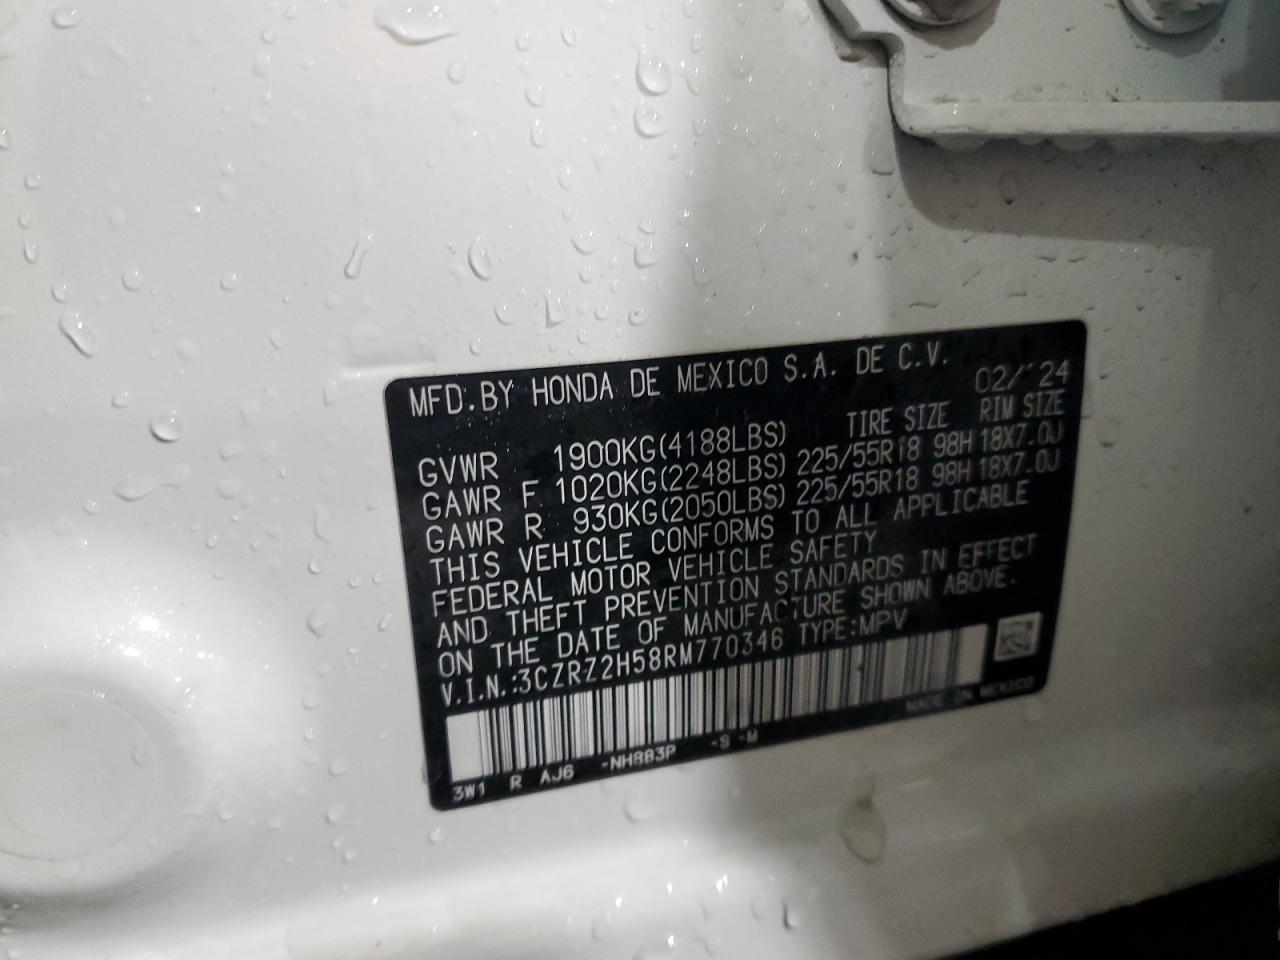 MFD. BY HONDA DE MEXICO S.A. DE C.V. 02/'24
TIRE SIZE RIM SIZE
GVWR 1900KG(4188LBS)
GAWR F 1020KG(2248LBS) 225/55R18 98H 18X7.0J
GAWR R 930KG(2050LBS) 225/55R18 98H 18X7.0J
THIS VEHICLE CONFORMS TO ALL APPLICABLE
FEDERAL MOTOR VEHICLE SAFETY
AND THEFT PREVENTION STANDARDS IN EFFECT
ON THE DATE OF MANUFACTURE SHOWN ABOVE.
V.I.N.:3CZRZ2H58RM770346 TYPE:MPV
MADE IN MEXICO
3W1 R AJ6 -NH883P -S -M